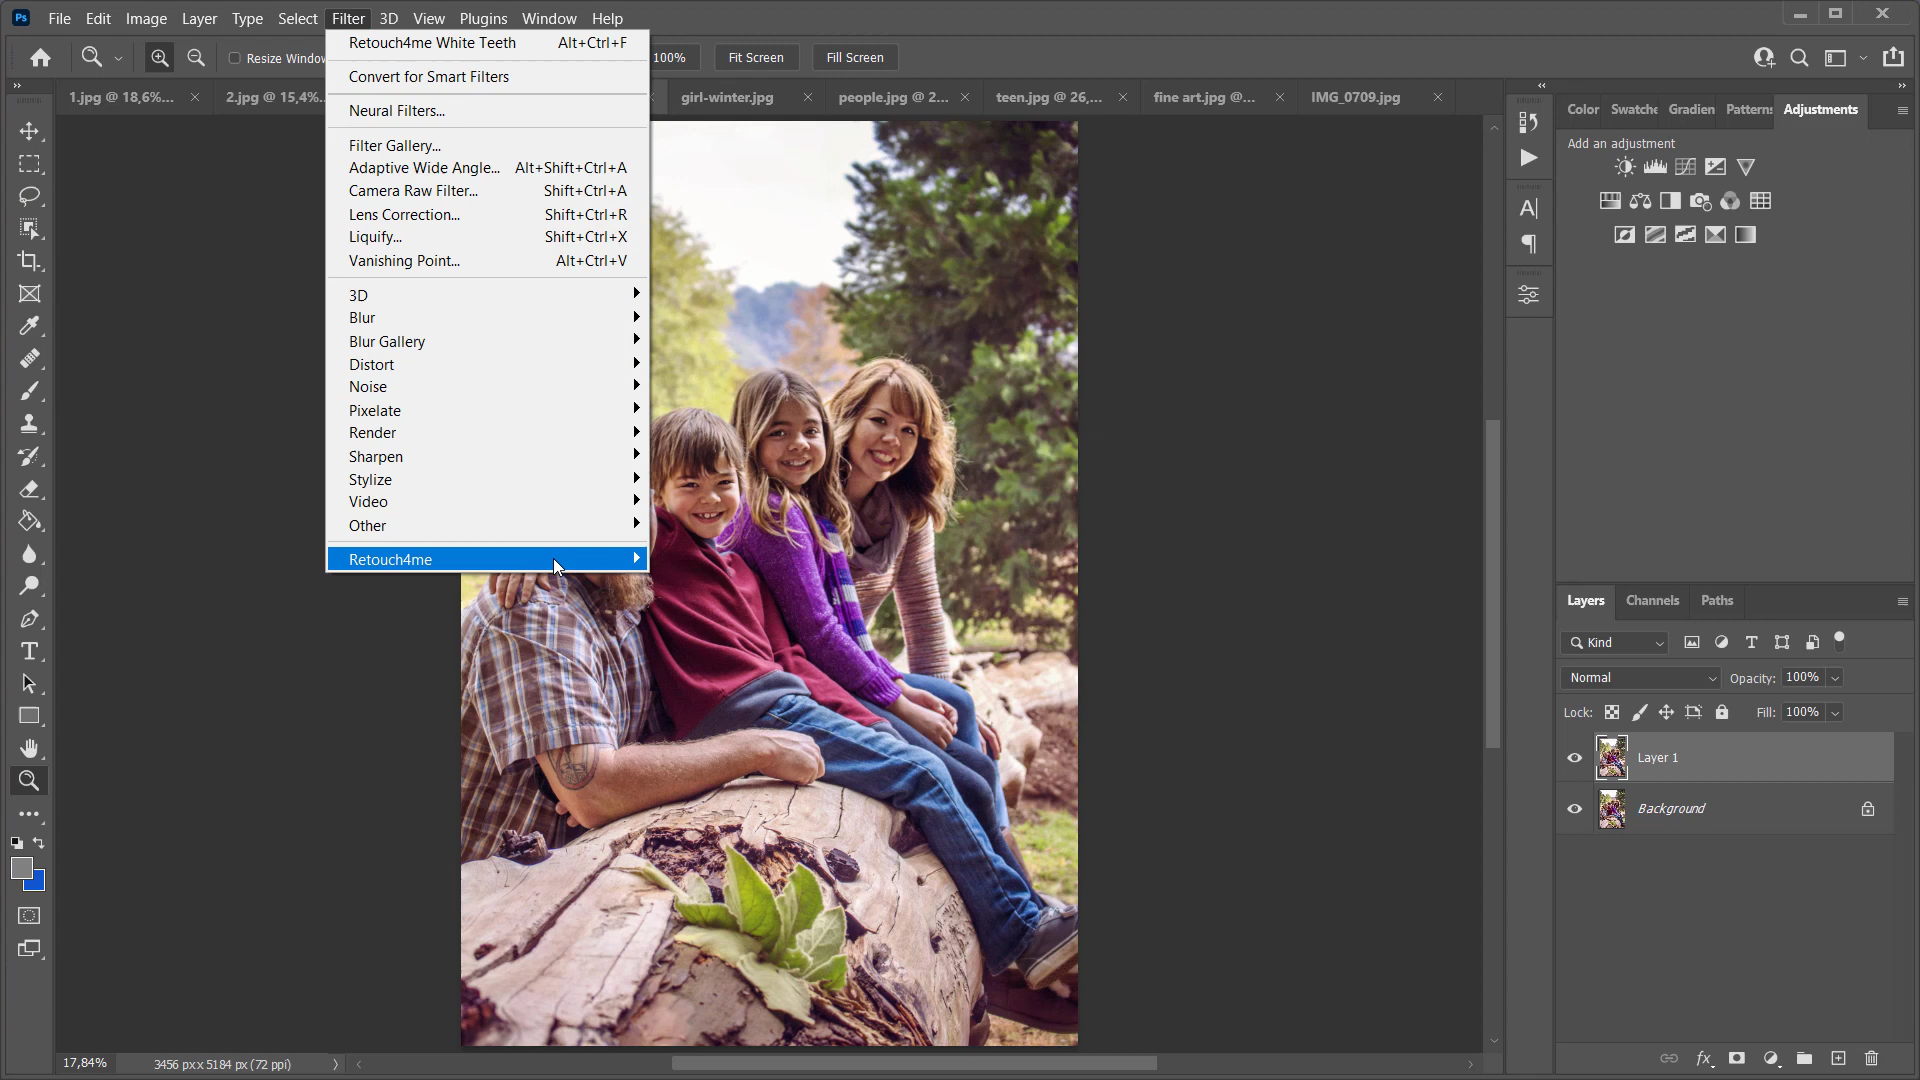 Ps File Edit Image Layer Type Select Filter 3D View Plugins Window Help
Resize Window 100% Fit Screen Fill Screen
1.jpg @ 18,6%... 2.jpg @ 15,4%... girl-winter.jpg people.jpg @ 2... teen.jpg @ 26,... fine art.jpg @... IMG_0709.jpg
Retouch4me White Teeth Alt+Ctrl+F
Convert for Smart Filters
Neural Filters...
Filter Gallery...
Adaptive Wide Angle... Alt+Shift+Ctrl+A
Camera Raw Filter... Shift+Ctrl+A
Lens Correction... Shift+Ctrl+R
Liquify... Shift+Ctrl+X
Vanishing Point... Alt+Ctrl+V
3D
Blur
Blur Gallery
Distort
Noise
Pixelate
Render
Sharpen
Stylize
Video
Other
Retouch4me
Color Swatche Gradien Patterns Adjustments
Add an adjustment
Layers Channels Paths
Kind
Normal Opacity: 100%
Lock: Fill: 100%
Layer 1
Background
fx
17,84% 3456 px x 5184 px (72 ppi)